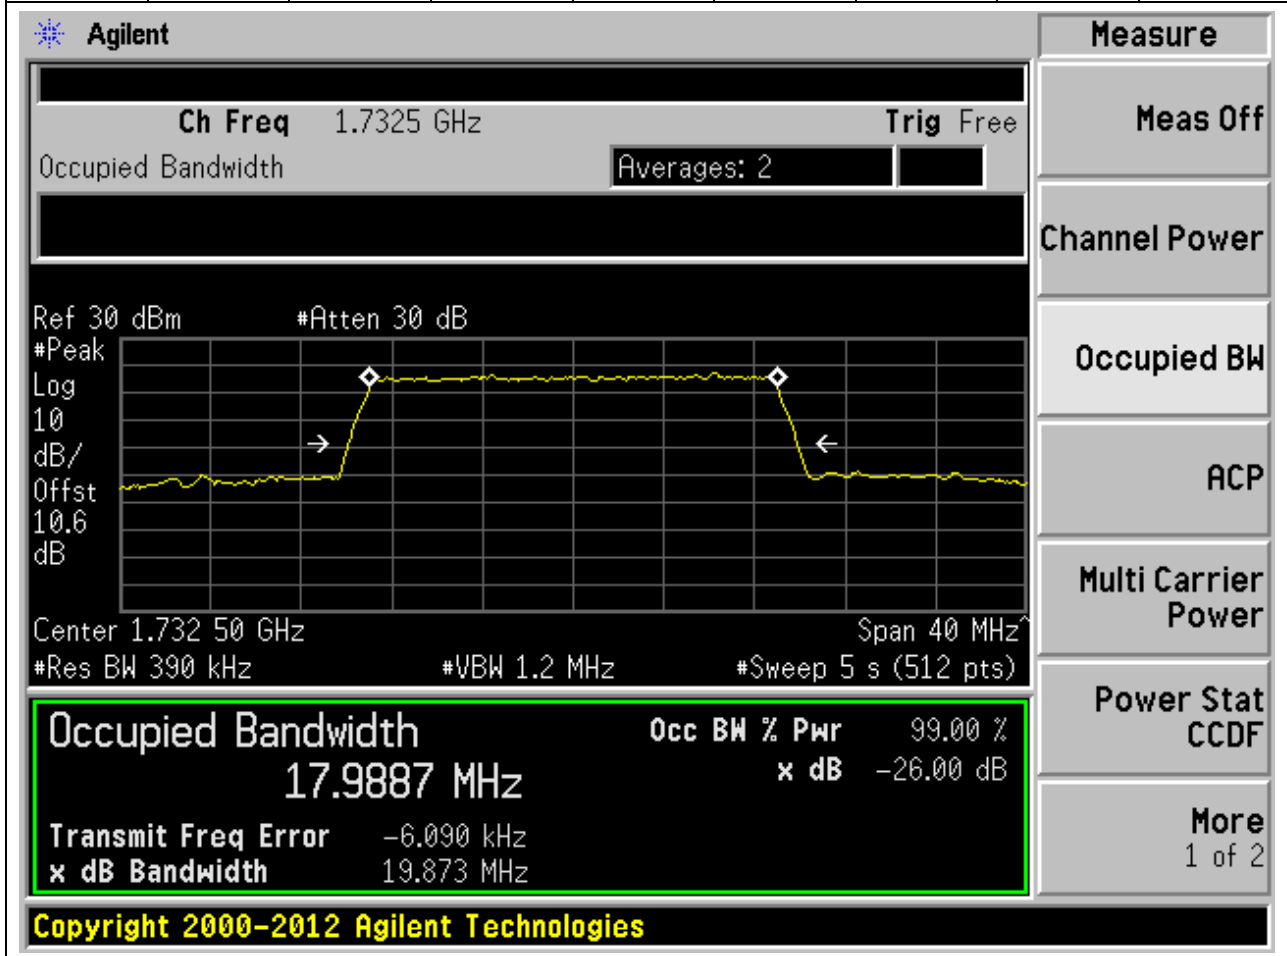 Agilent
Measure
Ch Freq 1.7325 GHz Trig Free
Meas Off
Occupied Bandwidth Averages: 2
Channel Power
Ref 30 dBm #Atten 30 dB
#Peak
Log
10
dB/
Offst
10.6
dB
Occupied BW
ACP
Center 1.732 50 GHz Span 40 MHz^
#Res BW 390 kHz #VBW 1.2 MHz #Sweep 5 s (512 pts)
Multi Carrier
Power
Occupied Bandwidth Occ BW % Pwr 99.00 %
17.9887 MHz x dB -26.00 dB
Power Stat
CCDF
Transmit Freq Error -6.090 kHz
x dB Bandwidth 19.873 MHz
More
1 of 2
Copyright 2000-2012 Agilent Technologies